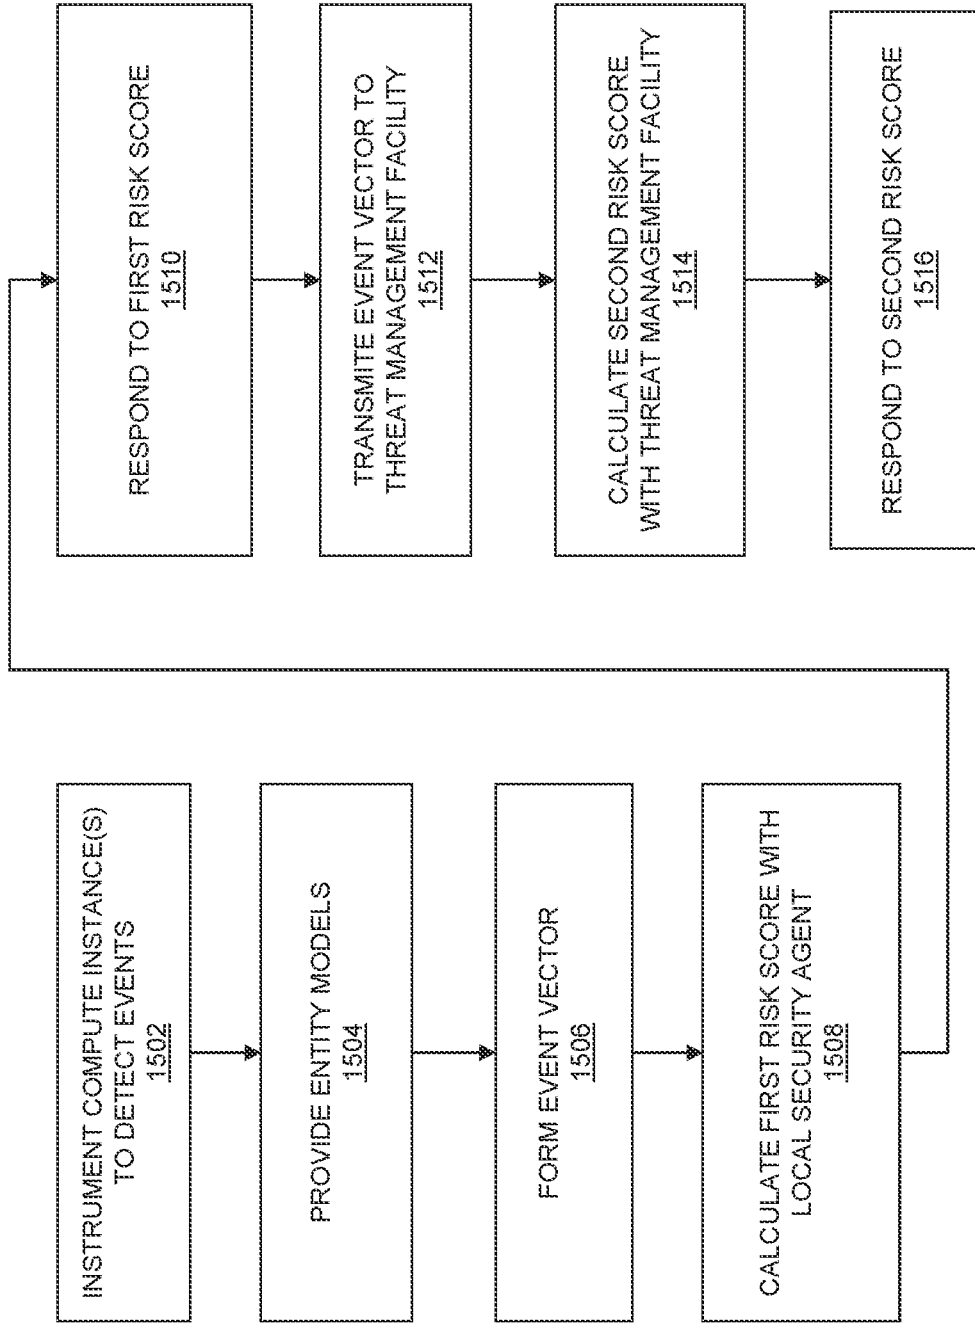 INSTRUMENT COMPUTE INSTANCE(S)
TO DETECT EVENTS
1502
PROVIDE ENTITY MODELS
1504
FORM EVENT VECTOR
1506
CALCULATE FIRST RISK SCORE WITH
LOCAL SECURITY AGENT
1508
RESPOND TO FIRST RISK SCORE
1510
TRANSMITE EVENT VECTOR TO
THREAT MANAGEMENT FACILITY
1512
CALCULATE SECOND RISK SCORE
WITH THREAT MANAGEMENT FACILITY
1514
RESPOND TO SECOND RISK SCORE
1516